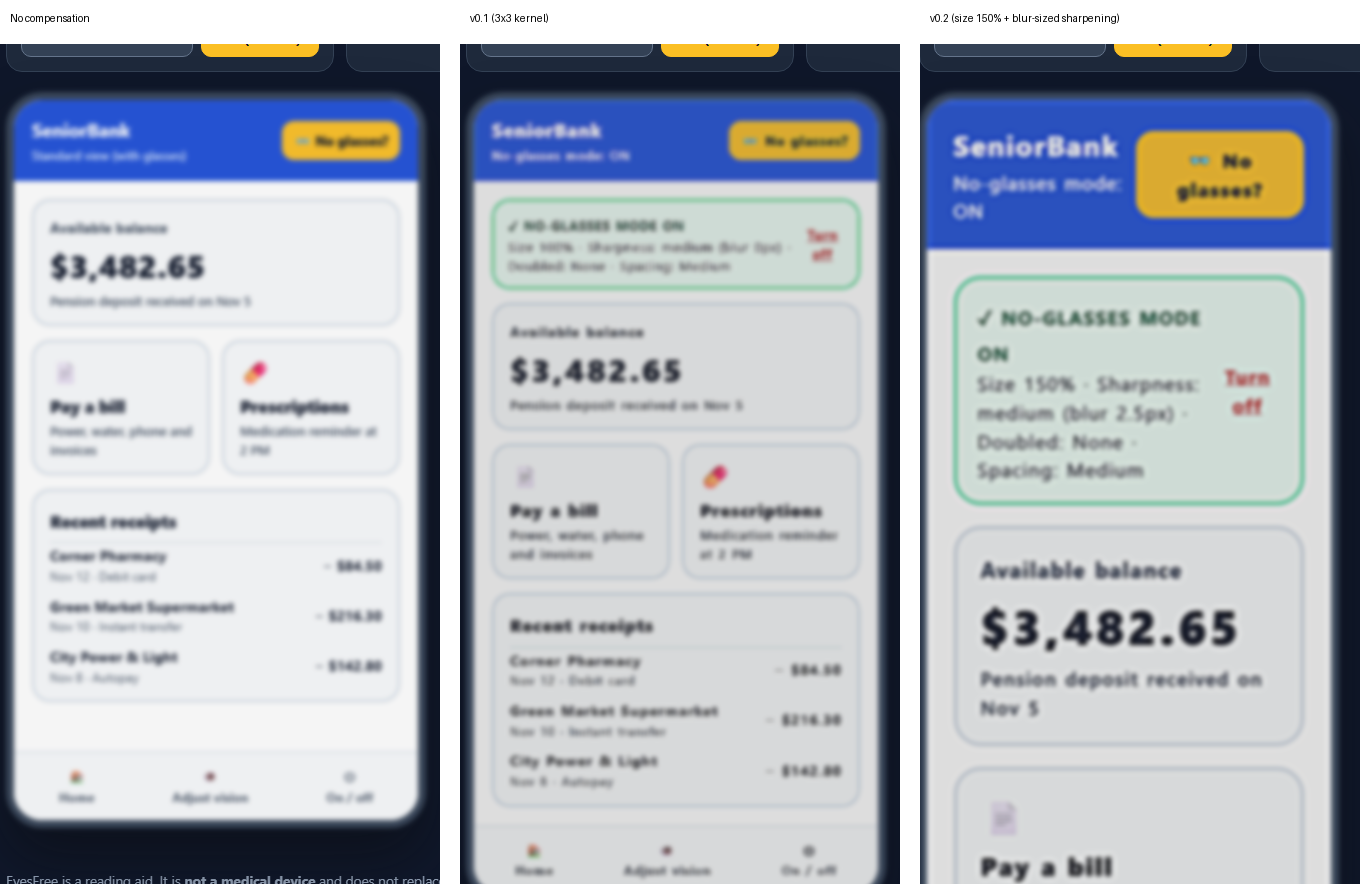 No compensation
SeniorBank
Standard view (with glasses)
No glasses?
Available balance
$3,482.65
Pension deposit received on Nov 5
Pay a bill
Power, water, phone and
invoices
Prescriptions
Medication reminder at
2 PM
Recent receipts
Corner Pharmacy
Nov 12 · Debit card
- $84.50
Green Market Supermarket
Nov 10 · Instant transfer
- $216.30
City Power & Light
Nov 8 · Autopay
- $142.80
Home
Adjust vision
On / off
EyesFree is a reading aid. It is not a medical device and does not replac
v0.1 (3x3 kernel)
SeniorBank
No-glasses mode: ON
No glasses?
✓ NO-GLASSES MODE ON
Size 100% · Sharpness: medium (blur 0px) ·
Doubled: None · Spacing: Medium
Turn
off
Available balance
$3,482.65
Pension deposit received on Nov 5
Pay a bill
Power, water, phone
and invoices
Prescriptions
Medication reminder
at 2 PM
Recent receipts
Corner Pharmacy
Nov 12 · Debit card
- $84.50
Green Market Supermarket
Nov 10 · Instant transfer
- $216.30
City Power & Light
Nov 8 · Autopay
- $142.80
Home
Adjust vision
On / off
v0.2 (size 150% + blur-sized sharpening)
SeniorBank
No-glasses mode:
ON
No
glasses?
✓ NO-GLASSES MODE
ON
Size 150% · Sharpness:
medium (blur 2.5px) ·
Doubled: None ·
Spacing: Medium
Turn
off
Available balance
$3,482.65
Pension deposit received on
Nov 5
Pay a bill